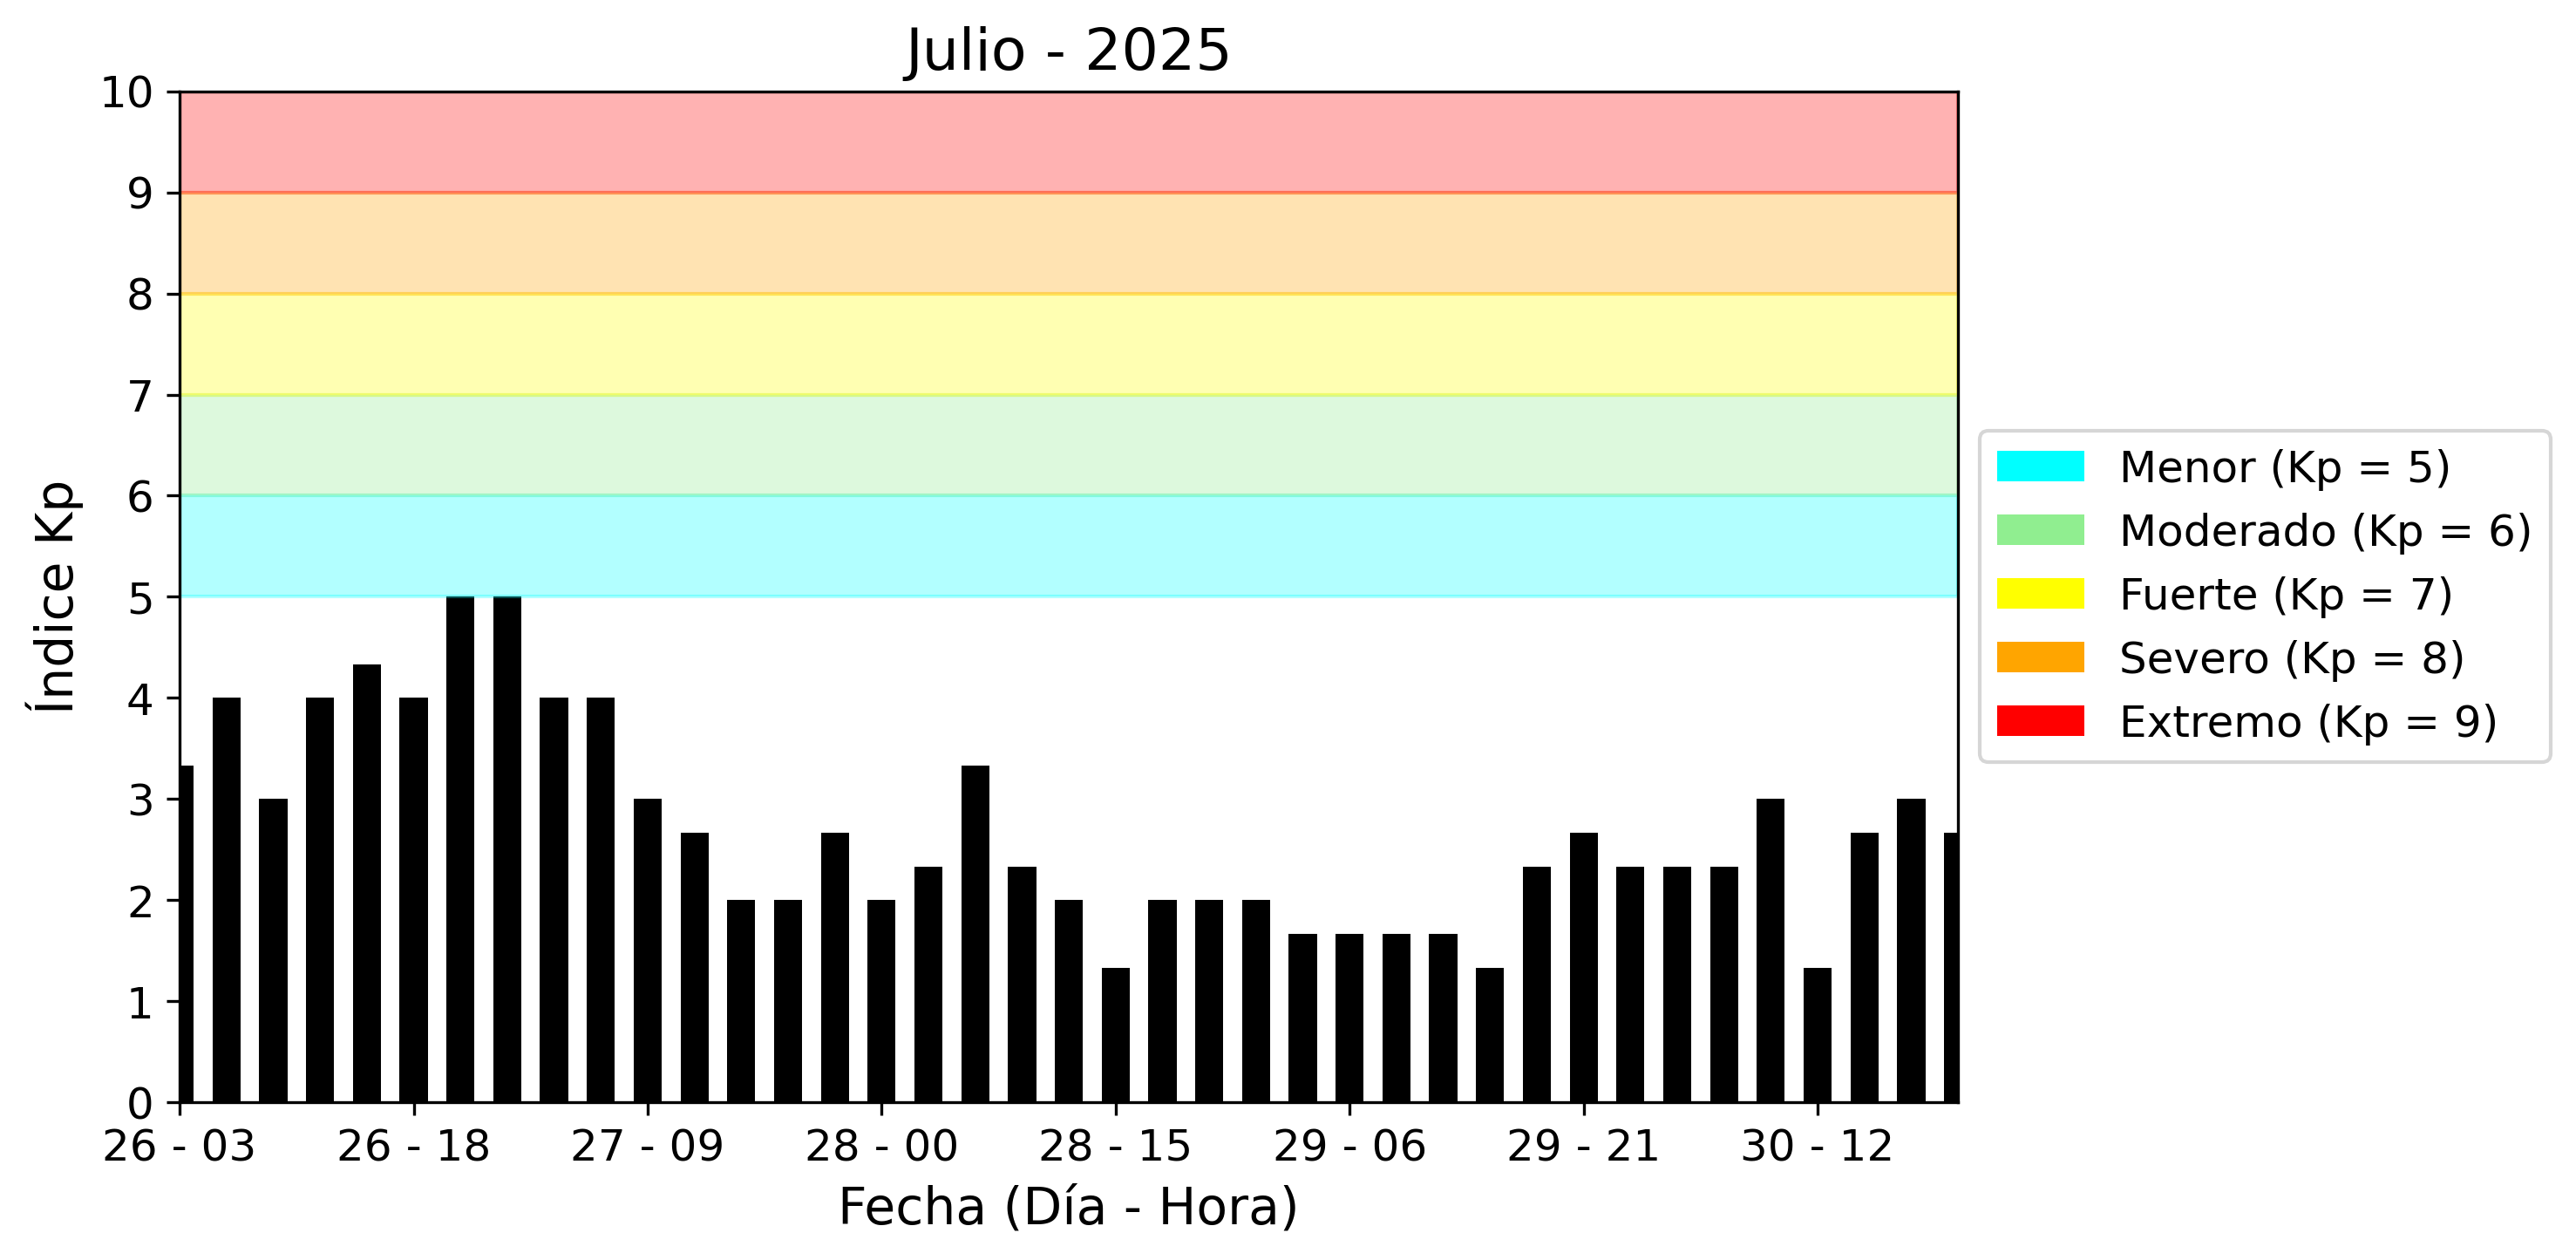 Julio - 2025
10
9
8
7
6
5
4
3
2
1
0
Índice Kp
26 - 03
26 - 18
27 - 09
28 - 00
28 - 15
29 - 06
29 - 21
30 - 12
Fecha (Día - Hora)
Menor (Kp = 5)
Moderado (Kp = 6)
Fuerte (Kp = 7)
Severo (Kp = 8)
Extremo (Kp = 9)